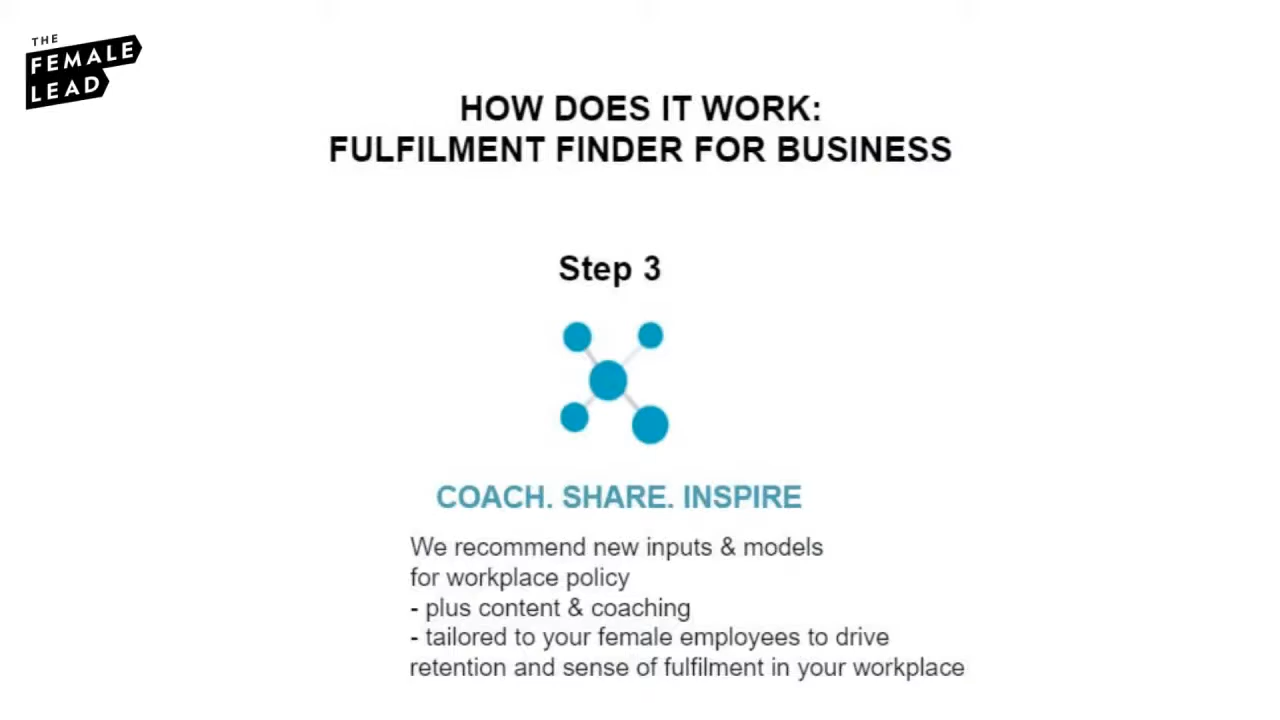 THE
FEMALE
LEAD
HOW DOES IT WORK:
FULFILMENT FINDER FOR BUSINESS
Step 3
COACH. SHARE. INSPIRE
We recommend new inputs & models
for workplace policy
- plus content & coaching
- tailored to your female employees to drive
retention and sense of fulfilment in your workplace